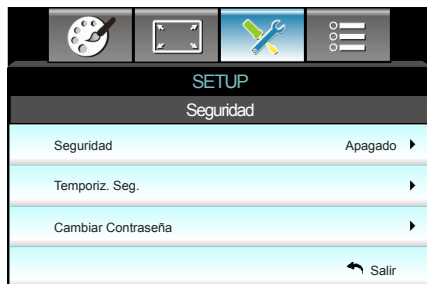 SETUP
Seguridad
Seguridad Apagado
Temporiz. Seg.
Cambiar Contraseña
Salir